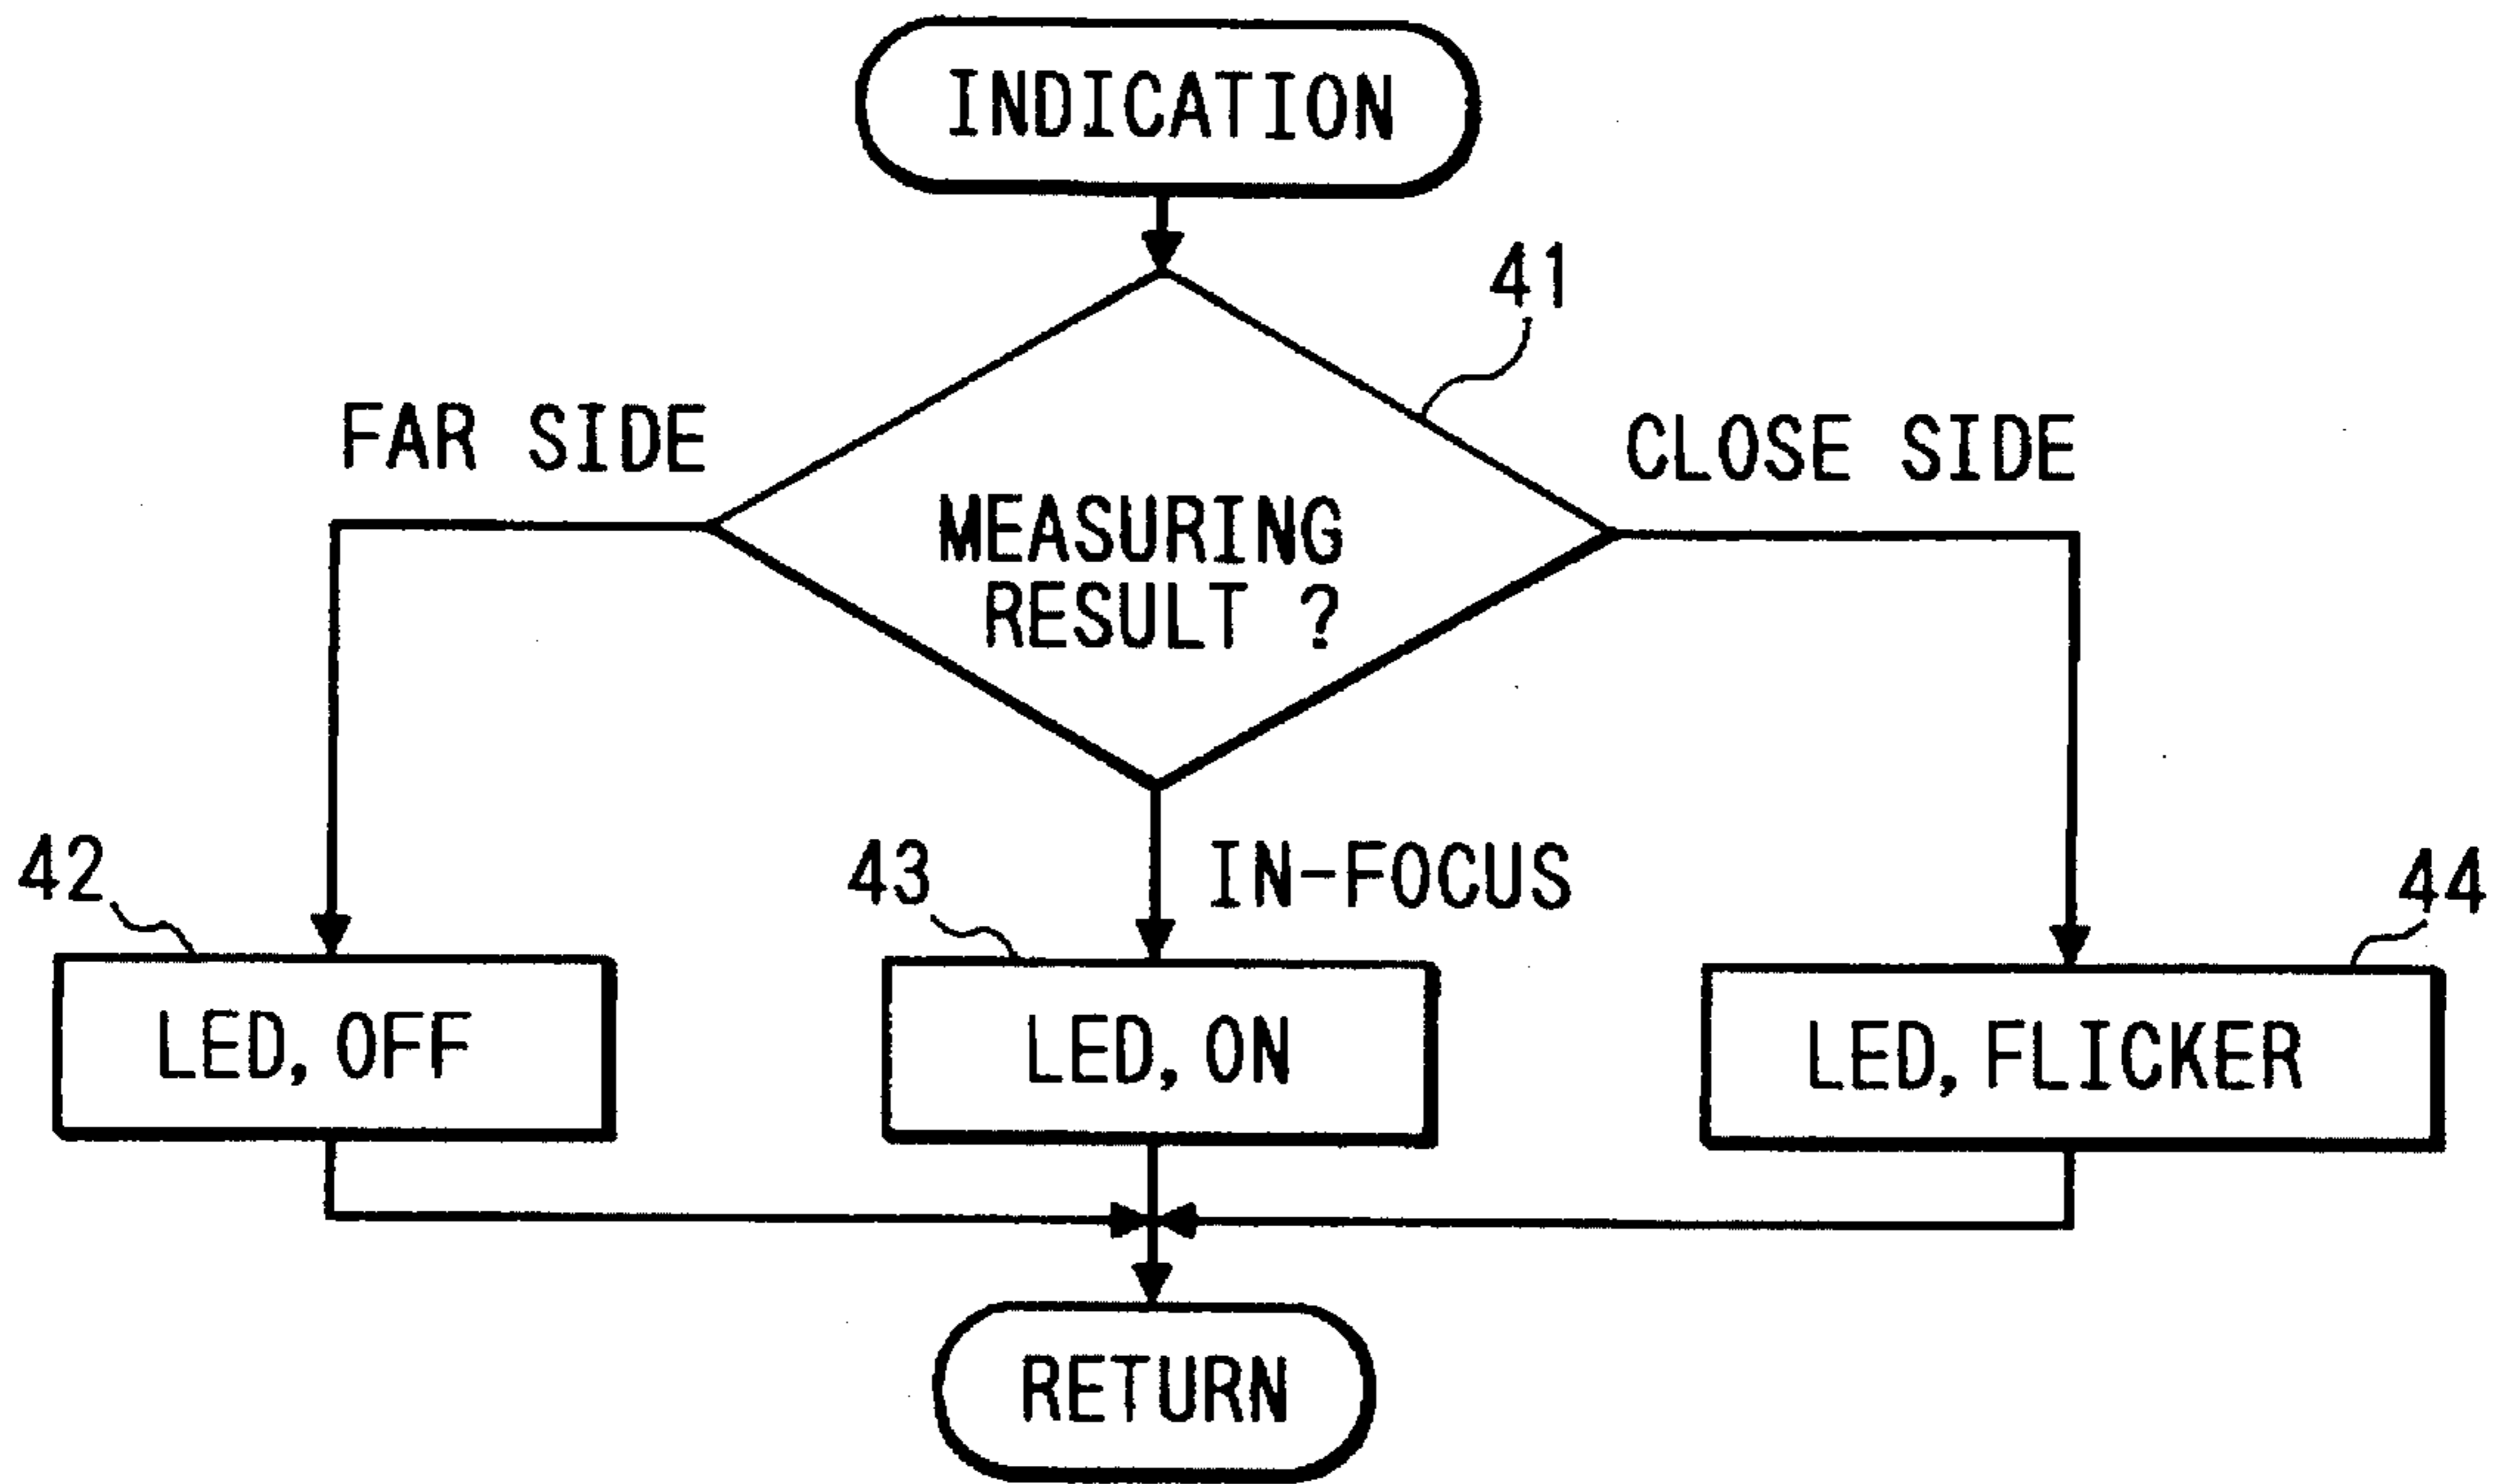 INDICATION
41
FAR SIDE
CLOSE SIDE
MEASURING
RESULT ?
42
43
IN-FOCUS
44
LED, OFF
LED, ON
LED, FLICKER
RETURN